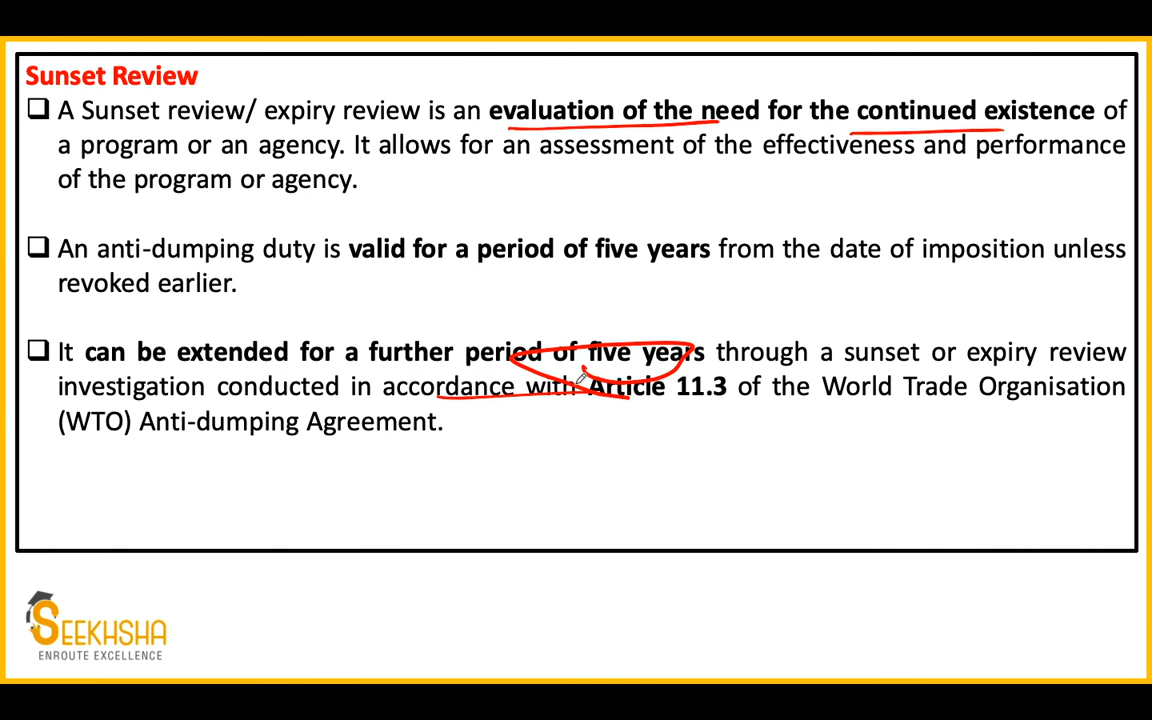 Sunset Review
❑ A Sunset review/ expiry review is an evaluation of the need for the continued existence of
a program or an agency. It allows for an assessment of the effectiveness and performance
of the program or agency.
❑ An anti-dumping duty is valid for a period of five years from the date of imposition unless
revoked earlier.
❑ It can be extended for a further period of five years through a sunset or expiry review
investigation conducted in accordance with Article 11.3 of the World Trade Organisation
(WTO) Anti-dumping Agreement.
SEEKHSHA
ENROUTE EXCELLENCE